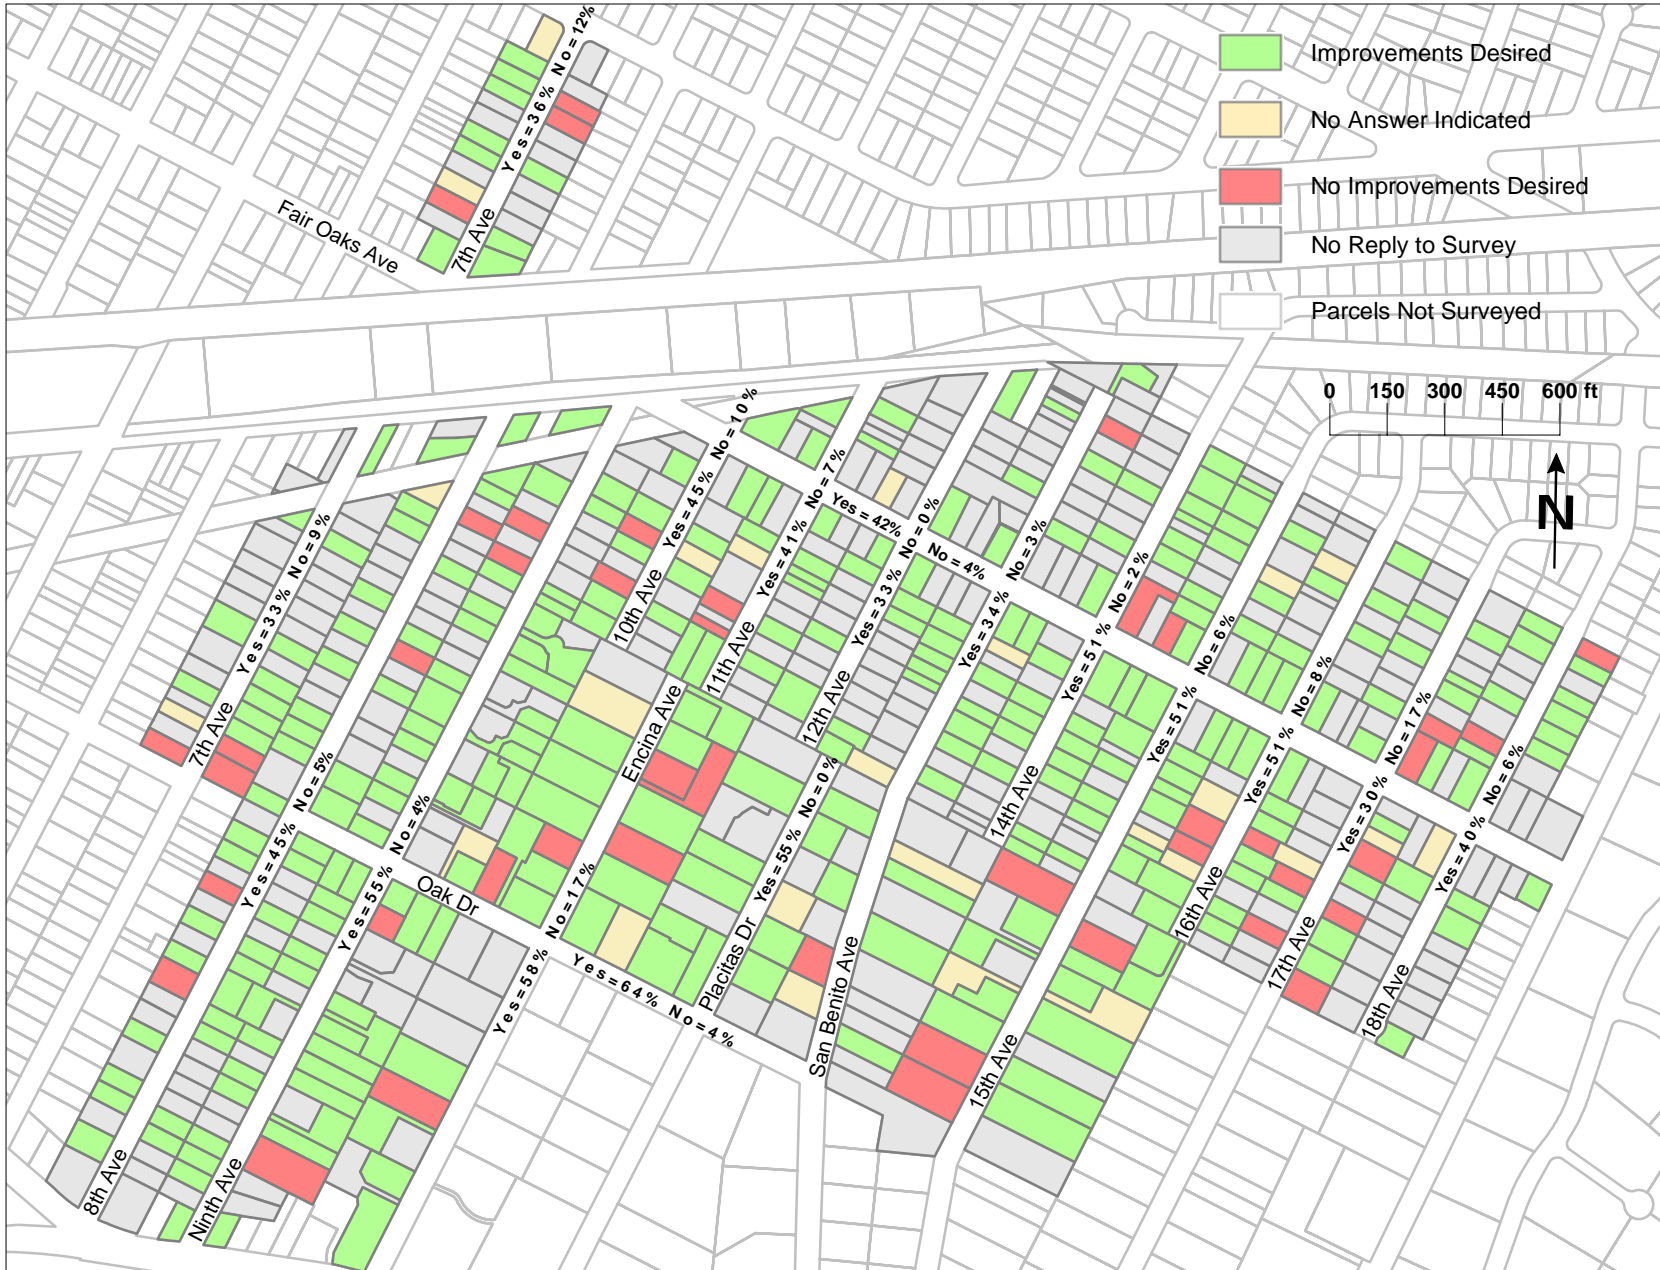 Improvements Desired
No Answer Indicated
No Improvements Desired
No Reply to Survey
Parcels Not Surveyed
0 150 300 450 600 ft
N
Yes=36% No=12%
7th Ave
Fair Oaks Ave
Yes=33% No=9%
7th Ave
Yes=45% No=5%
8th Ave
Yes=55% No=4%
Ninth Ave
Oak Dr
Yes=58% No=17%
Encina Ave
Yes=64% No=4%
Yes=45% No=10%
10th Ave
Yes=41% No=7%
11th Ave
Yes=42% No=4%
Yes=33% No=0%
12th Ave
Yes=55% No=0%
Placitas Dr
San Benito Ave
Yes=34% No=3%
Yes=51% No=2%
14th Ave
Yes=51% No=6%
15th Ave
Yes=51% No=8%
16th Ave
Yes=30% No=17%
17th Ave
Yes=40% No=6%
18th Ave